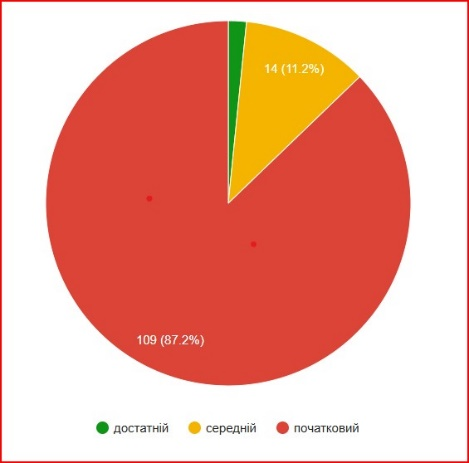 14 (11.2%)
109 (87.2%)
достатній середній початковий